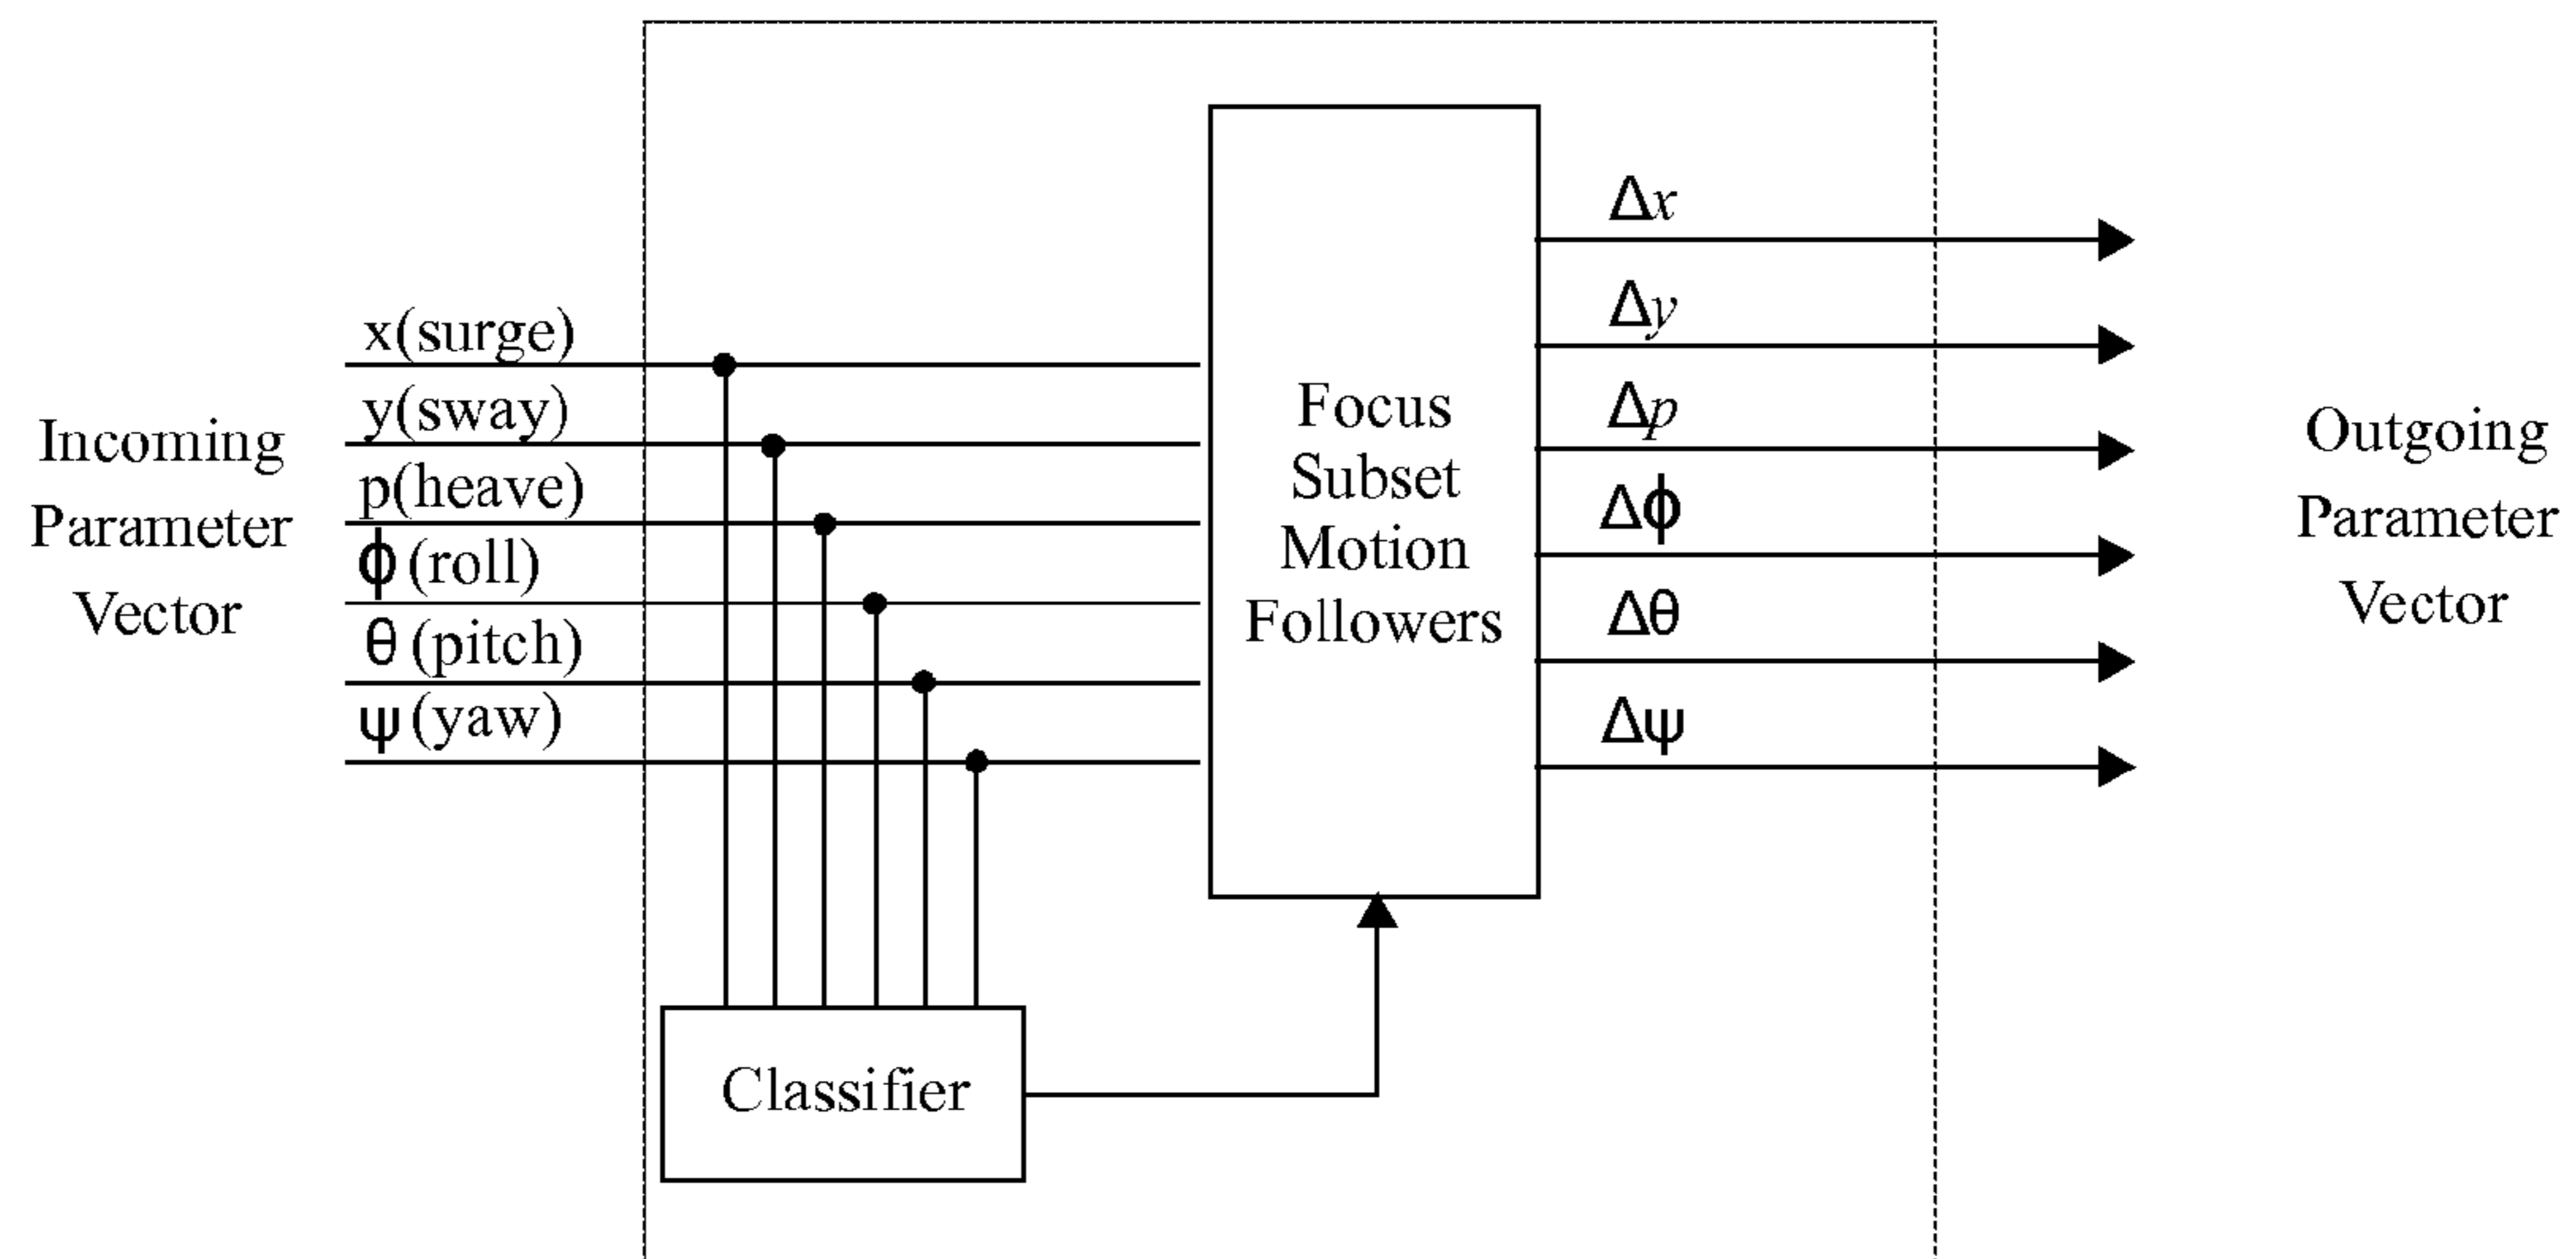 Incoming
Parameter
Vector
x(surge)
y(sway)
p(heave)
ϕ(roll)
θ(pitch)
ψ(yaw)
Classifier
Focus
Subset
Motion
Followers
Δx
Δy
Δp
Δϕ
Δθ
Δψ
Outgoing
Parameter
Vector